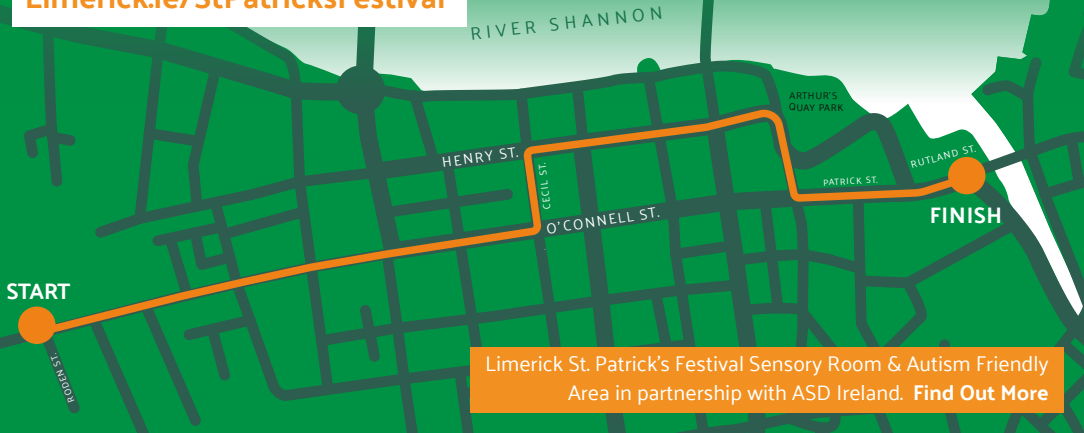 Limerick.ie/StPatricksFestival
RIVER SHANNON
ARTHUR'S
QUAY PARK
HENRY ST.
CECIL ST.
RUTLAND ST.
PATRICK ST.
O'CONNELL ST.
FINISH
START
RODEN ST.
Limerick St. Patrick's Festival Sensory Room & Autism Friendly
Area in partnership with ASD Ireland. Find Out More